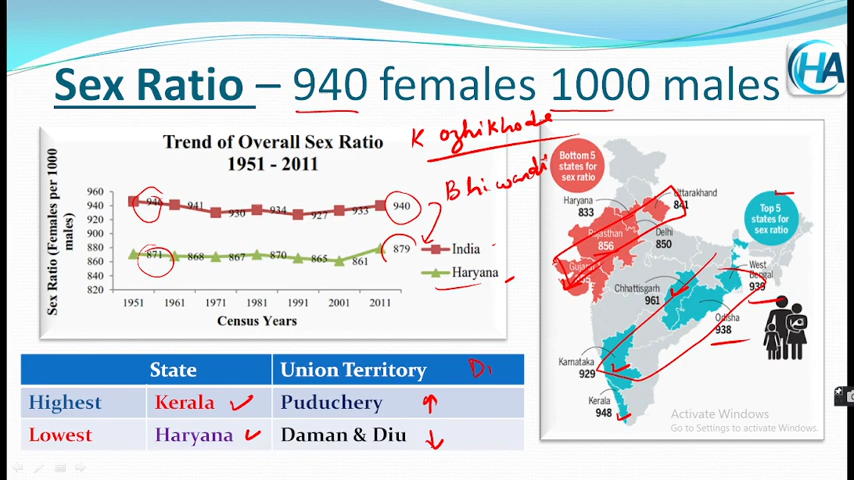 Sex Ratio – 940 females 1000 males
HA
Trend of Overall Sex Ratio
1951 - 2011
Kozhikhode
Bhiwandi
Sex Ratio (Females per 1000 males)
960
940
920
900
880
860
840
820
946
941
930
934
927
933
940
871
868
867
870
865
861
879
India
Haryana
1951 1961 1971 1981 1991 2001 2011
Census Years
Bottom 5
states for
sex ratio
Top 5
states for
sex ratio
Uttarakhand
841
Haryana
833
Delhi
850
Rajasthan
856
Gujarat
Chhattisgarh
961
West
Bengal
939
Odisha
938
Karnataka
929
Kerala
948
State Union Territory Di
Highest Kerala Puduchery
Lowest Haryana Daman & Diu
Activate Windows
Go to Settings to activate Windows.